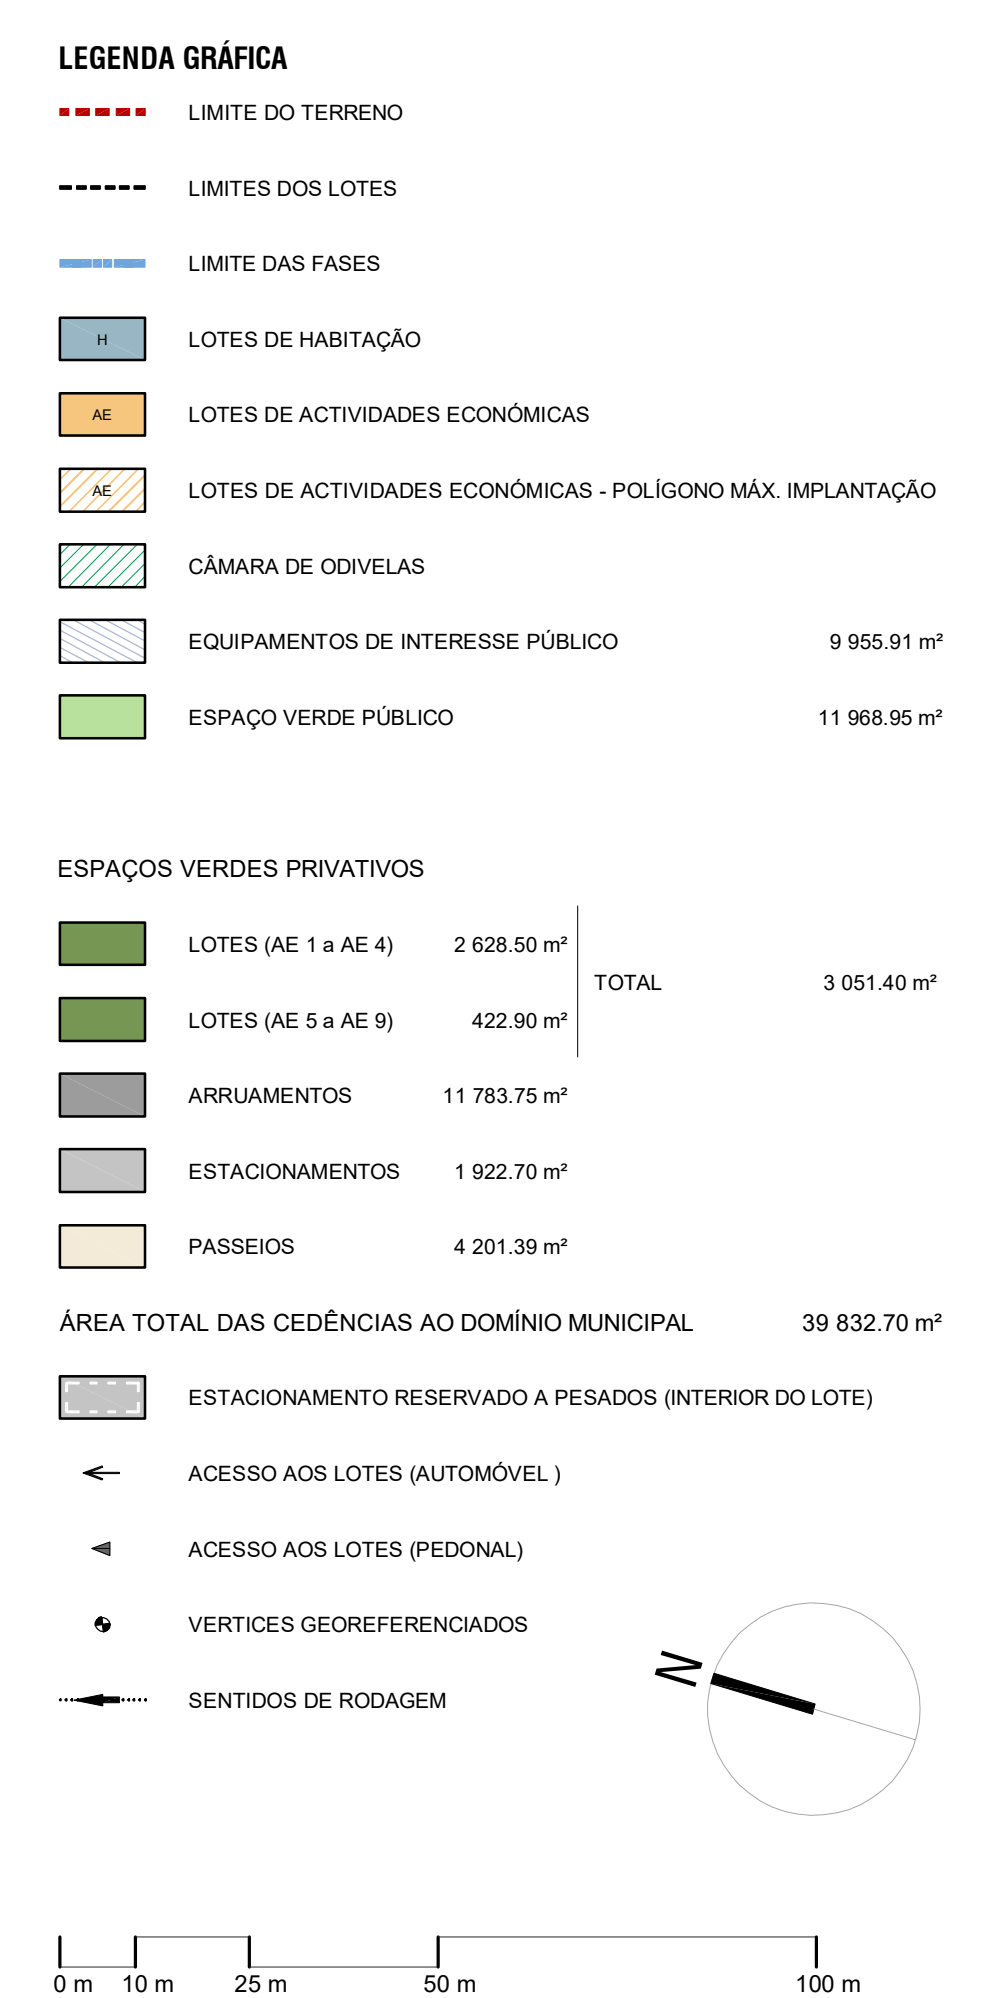 LEGENDA GRÁFICA
LIMITE DO TERRENO
LIMITES DOS LOTES
LIMITE DAS FASES
H LOTES DE HABITAÇÃO
AE LOTES DE ACTIVIDADES ECONÓMICAS
AE LOTES DE ACTIVIDADES ECONÓMICAS - POLÍGONO MÁX. IMPLANTAÇÃO
CÂMARA DE ODIVELAS
EQUIPAMENTOS DE INTERESSE PÚBLICO 9 955.91 m²
ESPAÇO VERDE PÚBLICO 11 968.95 m²
ESPAÇOS VERDES PRIVATIVOS
LOTES (AE 1 a AE 4) 2 628.50 m²
TOTAL 3 051.40 m²
LOTES (AE 5 a AE 9) 422.90 m²
ARRUAMENTOS 11 783.75 m²
ESTACIONAMENTOS 1 922.70 m²
PASSEIOS 4 201.39 m²
ÁREA TOTAL DAS CEDÊNCIAS AO DOMÍNIO MUNICIPAL 39 832.70 m²
ESTACIONAMENTO RESERVADO A PESADOS (INTERIOR DO LOTE)
ACESSO AOS LOTES (AUTOMÓVEL )
ACESSO AOS LOTES (PEDONAL)
VERTICES GEOREFERENCIADOS
N
SENTIDOS DE RODAGEM
0 m 10 m 25 m 50 m 100 m